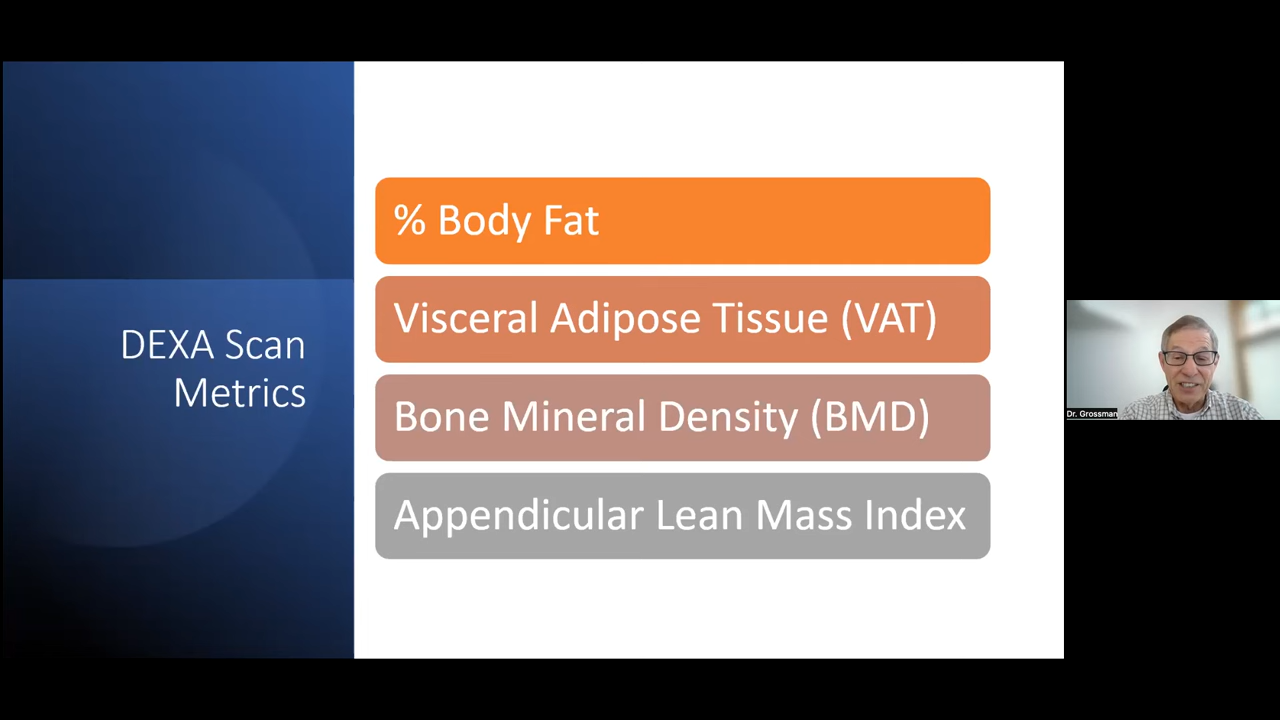 DEXA Scan
Metrics
% Body Fat
Visceral Adipose Tissue (VAT)
Bone Mineral Density (BMD)
Appendicular Lean Mass Index
Dr. Grossman